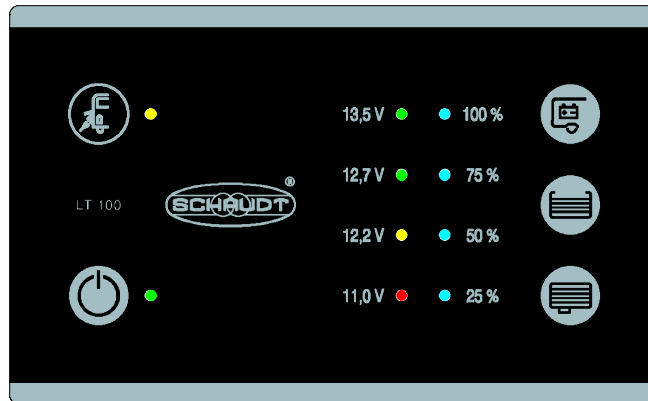 13,5 V 100 %
12,7 V 75 %
LT 100
SCHAUDT ®
12,2 V 50 %
11,0 V 25 %